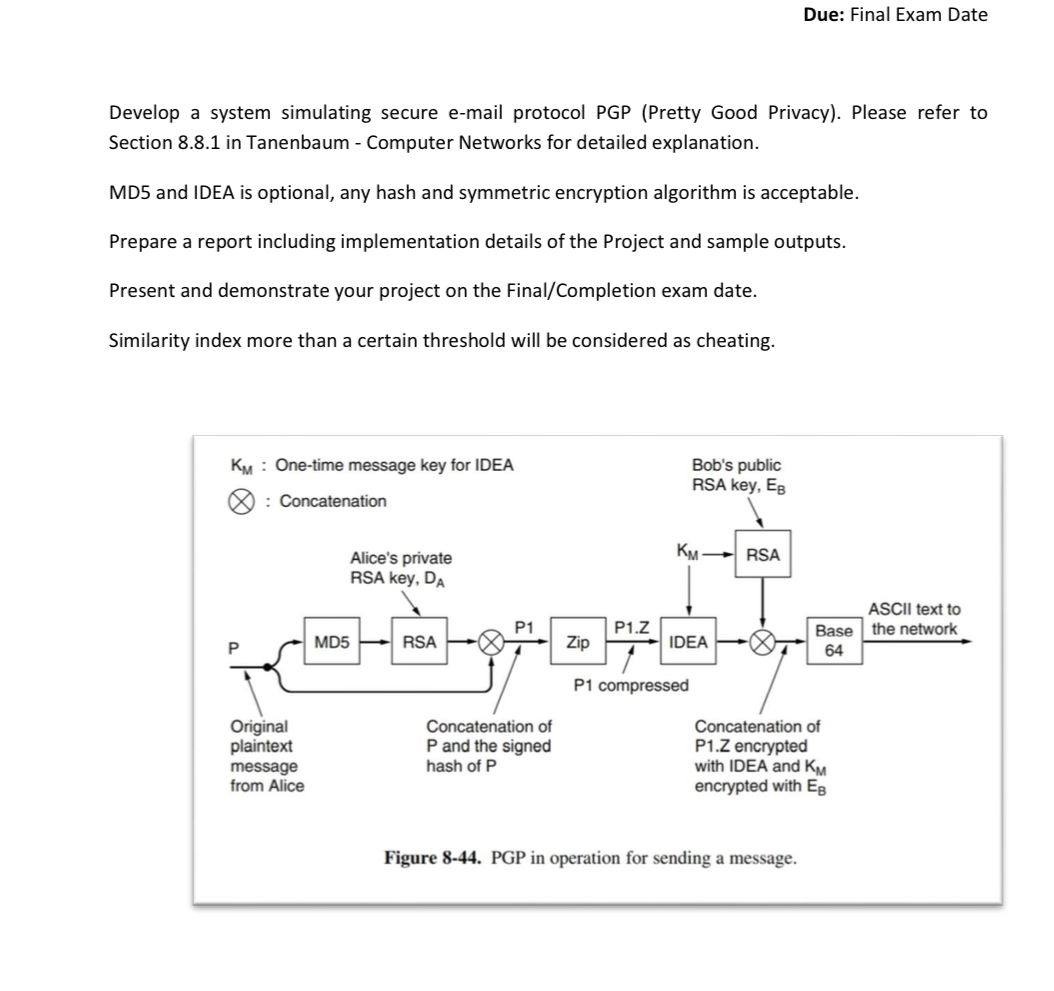 Due: Final Exam Date
Develop a system simulating secure e-mail protocol PGP (Pretty Good Privacy). Please refer to
Section 8.8.1 in Tanenbaum - Computer Networks for detailed explanation.
MD5 and IDEA is optional, any hash and symmetric encryption algorithm is acceptable.
Prepare a report including implementation details of the Project and sample outputs.
Present and demonstrate your project on the Final/Completion exam date.
Similarity index more than a certain threshold will be considered as cheating.
KM : One-time message key for IDEA
: Concatenation
Bob's public
RSA key, EB
Alice's private
RSA key, DA
KM
RSA
P
MD5
RSA
P1
Zip
P1.Z
IDEA
Base
64
ASCII text to
the network
P1 compressed
Original
plaintext
message
from Alice
Concatenation of
P and the signed
hash of P
Concatenation of
P1.Z encrypted
with IDEA and KM
encrypted with EB
Figure 8-44. PGP in operation for sending a message.